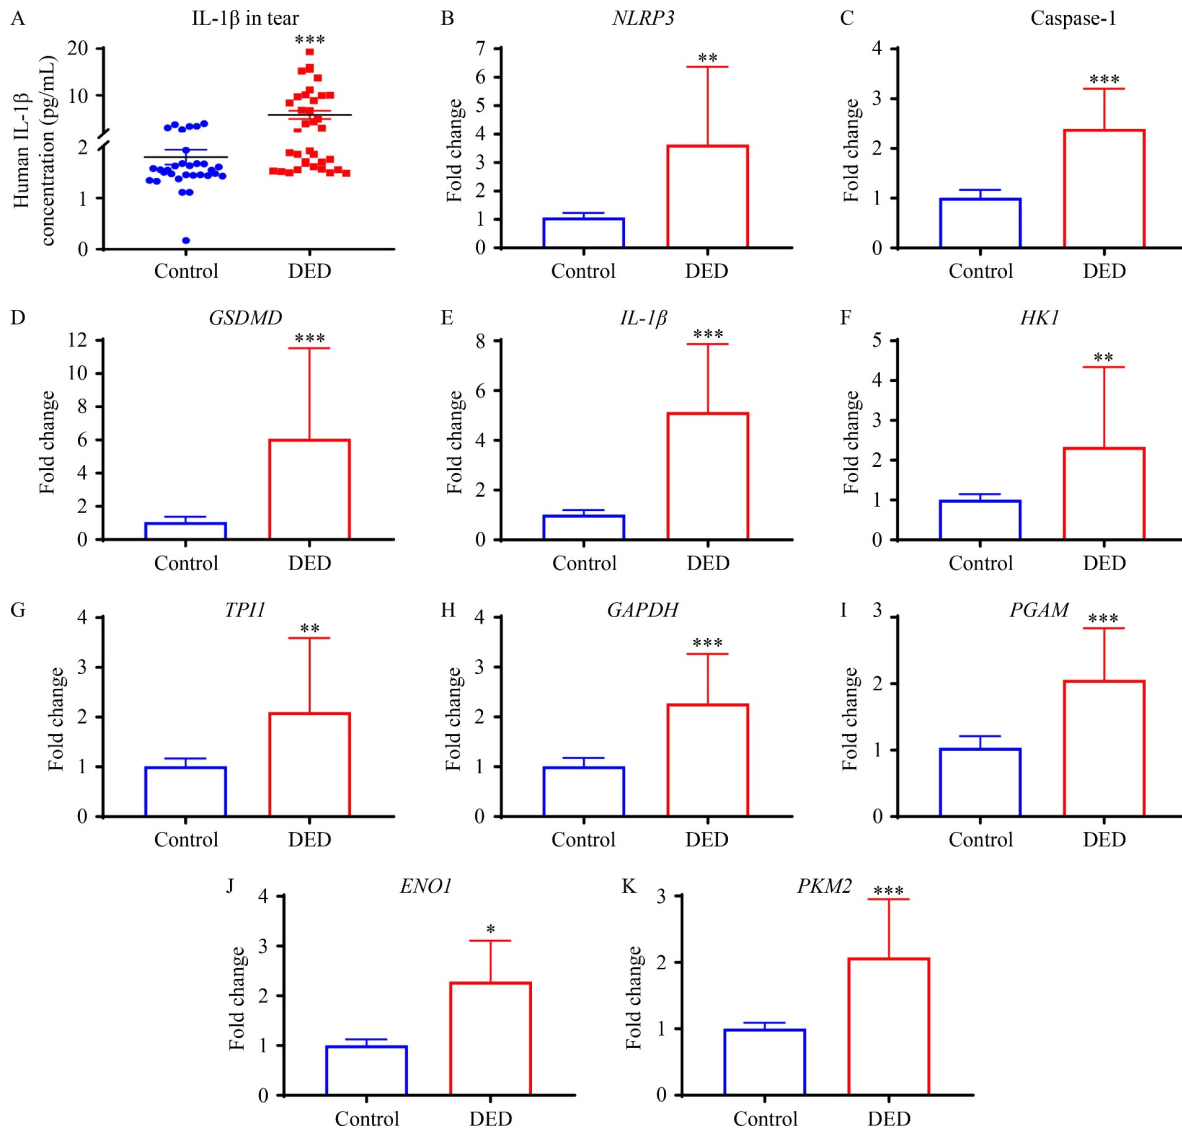 A IL-1β in tear
Human IL-1β
concentration (pg/mL)
20
10
2
1
0
***
Control DED
B NLRP3
Fold change
7
6
5
4
3
2
1
0
**
Control DED
C Caspase-1
Fold change
4
3
2
1
0
***
Control DED
D GSDMD
Fold change
12
10
8
6
4
2
0
***
Control DED
E IL-1β
Fold change
8
6
4
2
0
***
Control DED
F HK1
Fold change
5
4
3
2
1
0
**
Control DED
G TPI1
Fold change
4
3
2
1
0
**
Control DED
H GAPDH
Fold change
4
3
2
1
0
***
Control DED
I PGAM
Fold change
3
2
1
0
***
Control DED
J ENO1
Fold change
4
3
2
1
0
*
Control DED
K PKM2
Fold change
3
2
1
0
***
Control DED